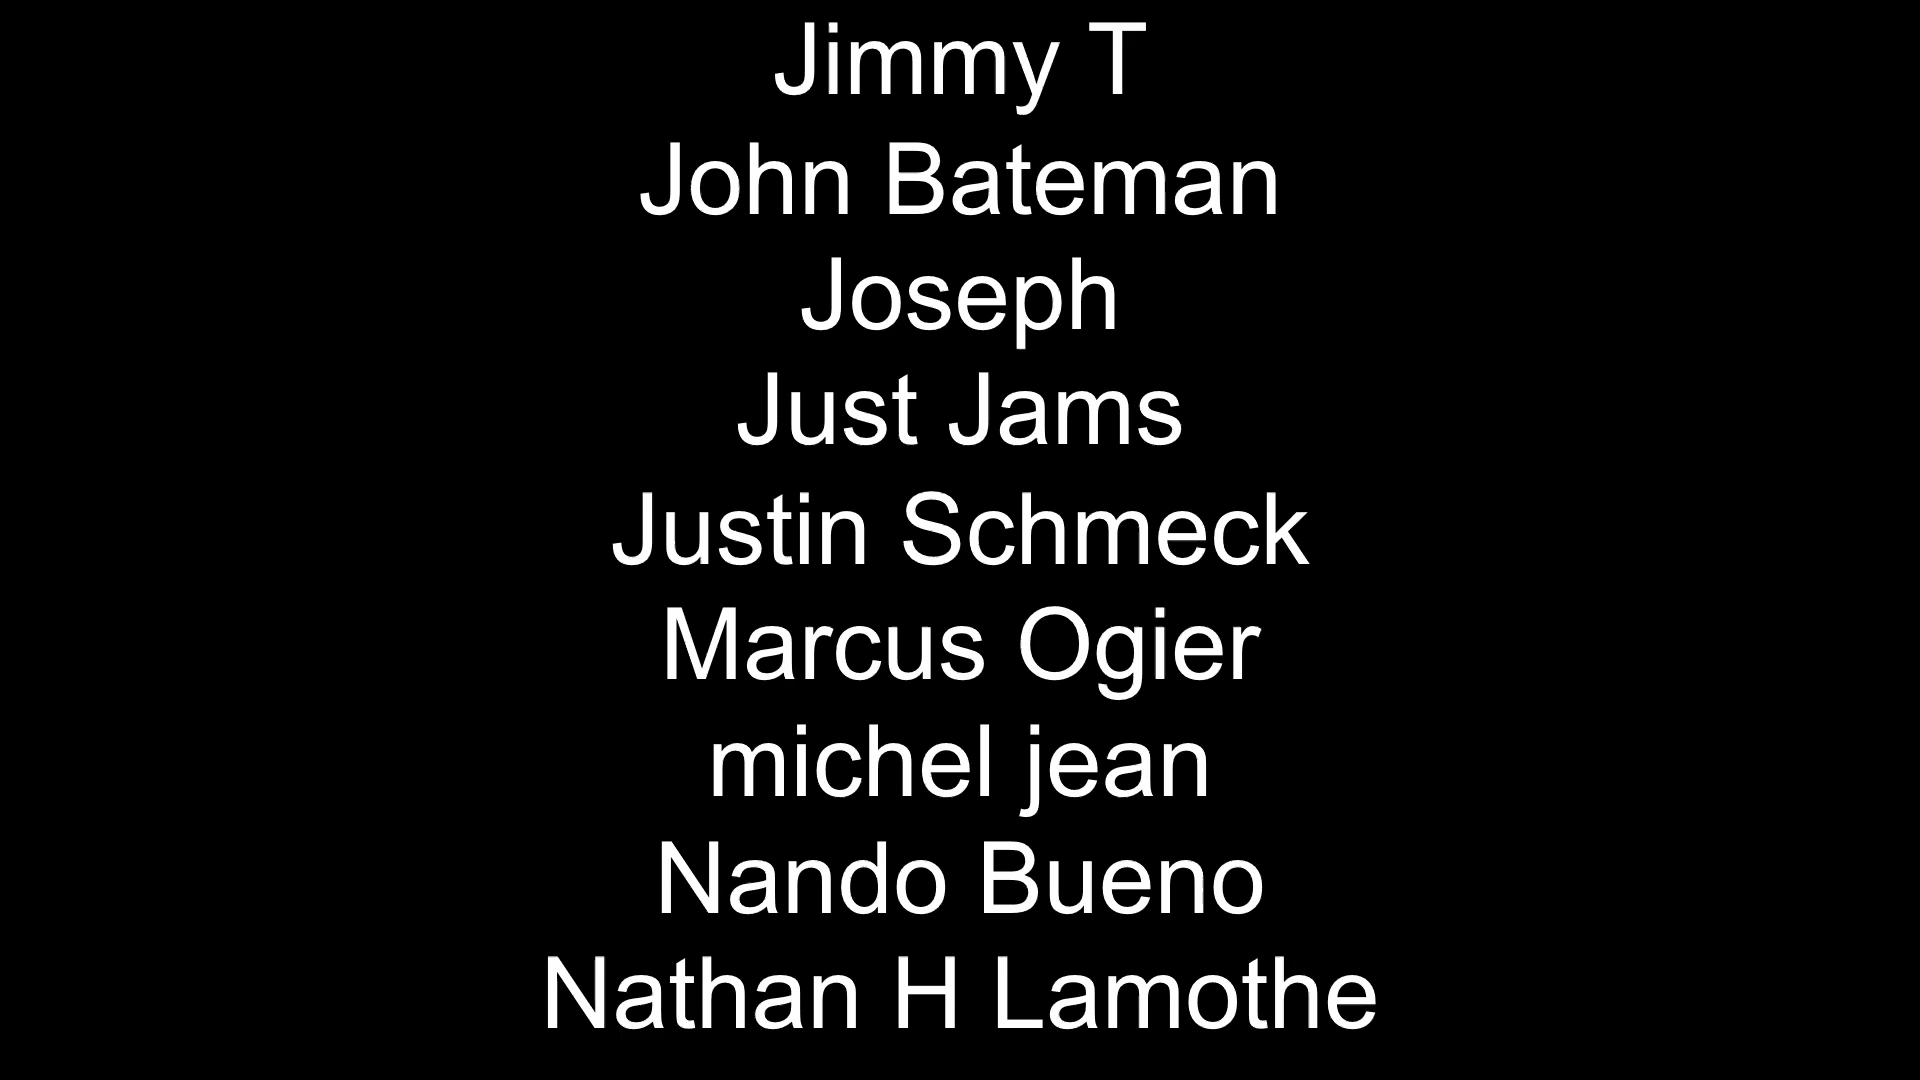 Jimmy T
John Bateman
Joseph
Just Jams
Justin Schmeck
Marcus Ogier
michel jean
Nando Bueno
Nathan H Lamothe